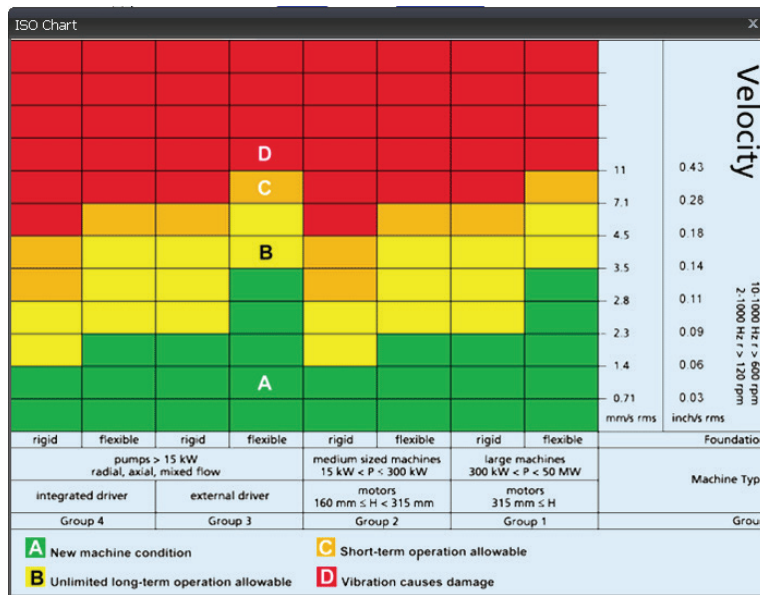 ISO Chart x
D
C
B
A
11 0.43
7.1 0.28
4.5 0.18
3.5 0.14
2.8 0.11
2.3 0.09
1.4 0.06
0.71 0.03
mm/s rms inch/s rms
Velocity
10-1000 Hz r > 600 rpm
2-1000 Hz r > 120 rpm
rigid flexible rigid flexible rigid flexible rigid flexible Foundatio
pumps > 15 kW
radial, axial, mixed flow
medium sized machines
15 kW < P ≤ 300 kW
large machines
300 kW < P < 50 MW
Machine Typ
integrated driver external driver
motors
160 mm ≤ H < 315 mm
motors
315 mm ≤ H
Group 4 Group 3 Group 2 Group 1 Grou
A New machine condition
B Unlimited long-term operation allowable
C Short-term operation allowable
D Vibration causes damage